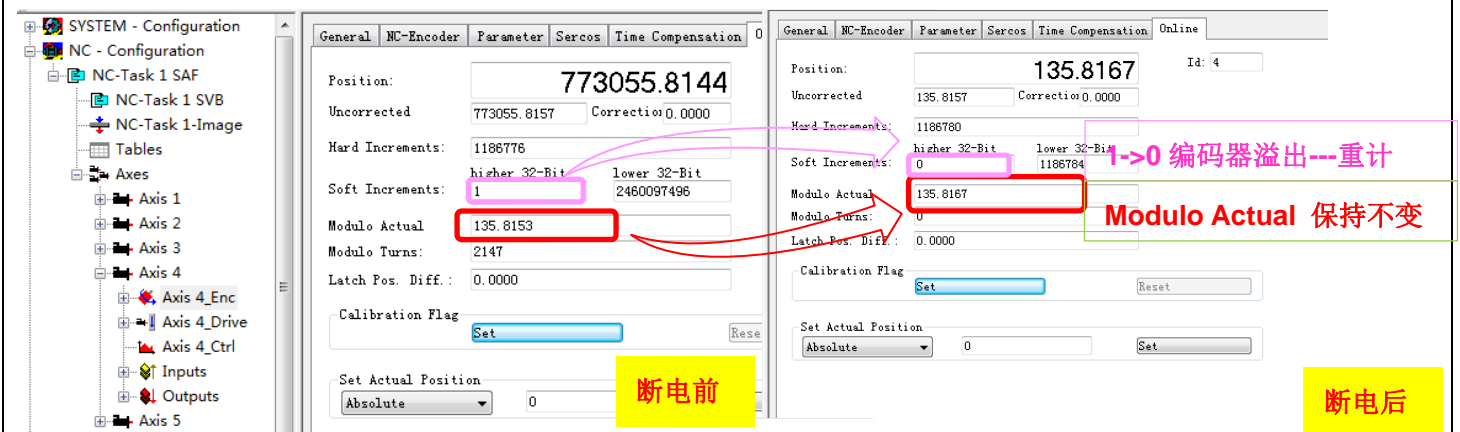 SYSTEM - Configuration
NC - Configuration
NC-Task 1 SAF
NC-Task 1 SVB
NC-Task 1-Image
Tables
Axes
Axis 1
Axis 2
Axis 3
Axis 4
Axis 4_Enc
Axis 4_Drive
Axis 4_Ctrl
Inputs
Outputs
Axis 5
General NC-Encoder Parameter Sercos Time Compensation O
Position: 773055.8144
Uncorrected 773055.8157 Correction 0.0000
Hard Increments: 1186776
higher 32-Bit lower 32-Bit
Soft Increments: 1 2460097496
Modulo Actual 135.8153
Modulo Turns: 2147
Latch Pos. Diff.: 0.0000
Calibration Flag
Set Rese
Set Actual Positi
Absolute 0
断电前
General NC-Encoder Parameter Sercos Time Compensation Online
Position: 135.8167 Id: 4
Uncorrected 135.8157 Correction 0.0000
Hard Increments: 1186780
higher 32-Bit lower 32-Bit
Soft Increments: 0 1186784
Modulo Actual 135.8167
Modulo Turns: 0
Latch Pos. Diff.: 0.0000
Calibration Flag
Set Reset
Set Actual Position
Absolute 0 Set
1->0 编码器溢出---重计
Modulo Actual 保持不变
断电后